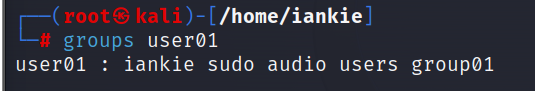 ┌──(root㉿kali)-[/home/iankie]
└─# groups user01
user01 : iankie sudo audio users group01